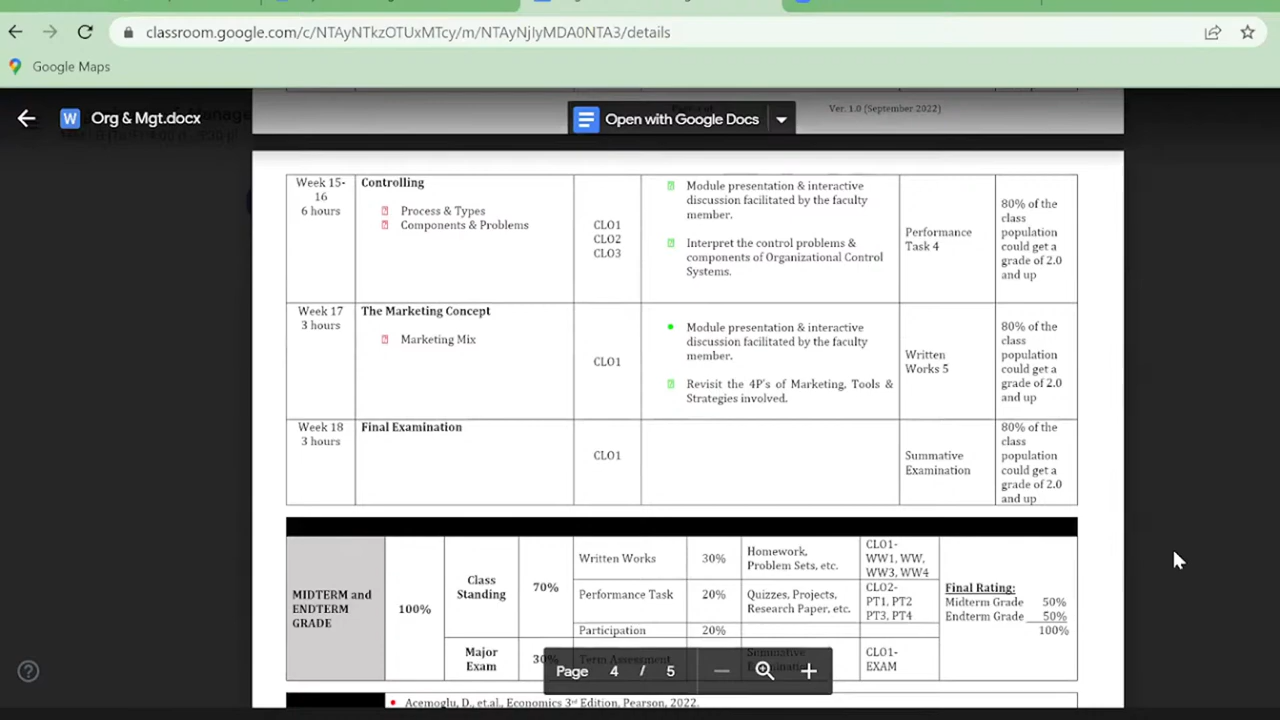 classroom.google.com/c/NTAyNTkzOTUxMTcy/m/NTAyNjIyMDA0NTA3/details
Google Maps
Org & Mgt.docx
Open with Google Docs
Ver. 1.0 (September 2022)
Week 15-
16
6 hours
Controlling
Process & Types
Components & Problems
CLO1
CLO2
CLO3
Module presentation & interactive
discussion facilitated by the faculty
member.
Interpret the control problems &
components of Organizational Control
Systems.
Performance
Task 4
80% of the
class
population
could get a
grade of 2.0
and up
Week 17
3 hours
The Marketing Concept
Marketing Mix
CLO1
Module presentation & interactive
discussion facilitated by the faculty
member.
Revisit the 4P's of Marketing, Tools &
Strategies involved.
Written
Works 5
80% of the
class
population
could get a
grade of 2.0
and up
Week 18
3 hours
Final Examination
CLO1
Summative
Examination
80% of the
class
population
could get a
grade of 2.0
and up
MIDTERM and
ENDTERM
GRADE
100%
Class
Standing
70%
Written Works
30%
Homework,
Problem Sets, etc.
CLO1-
WW1, WW,
WW3, WW4
Performance Task
20%
Quizzes, Projects,
Research Paper, etc.
CLO2-
PT1, PT2
PT3, PT4
Participation
20%
Major
Exam
30%
Term Assessment
Summative
Examination
CLO1-
EXAM
Final Rating:
Midterm Grade 50%
Endterm Grade 50%
100%
Page 4 / 5
Acemoglu, D., et.al., Economics 3rd Edition, Pearson, 2022.